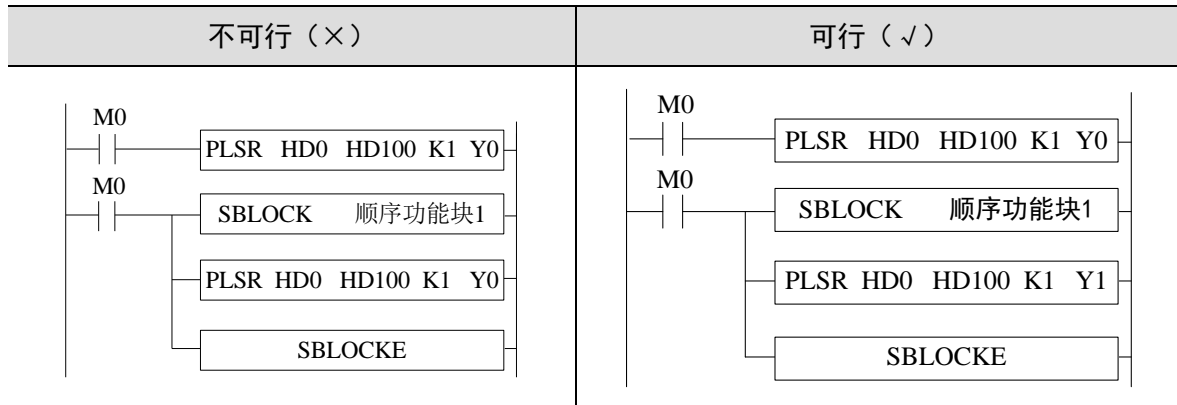 不可行（×）
可行（√）
M0
PLSR HD0 HD100 K1 Y0
M0
SBLOCK 顺序功能块1
PLSR HD0 HD100 K1 Y0
SBLOCKE
M0
PLSR HD0 HD100 K1 Y0
M0
SBLOCK 顺序功能块1
PLSR HD0 HD100 K1 Y1
SBLOCKE